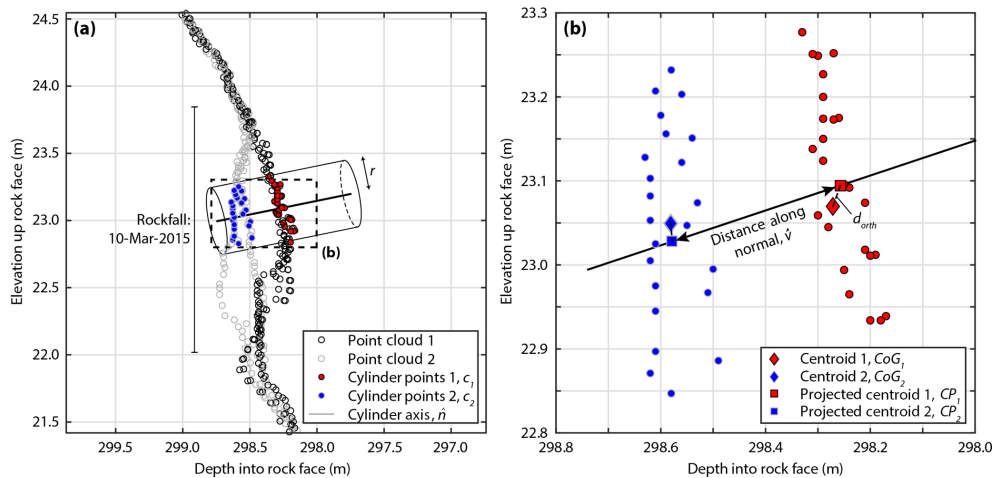 (a)
24.5
24.0
23.5
23.0
22.5
22.0
21.5
Elevation up rock face (m)
299.5
299.0
298.5
298.0
297.5
297.0
Depth into rock face (m)
Rockfall:
10-Mar-2015
r
(b)
Point cloud 1
Point cloud 2
Cylinder points 1, c₁
Cylinder points 2, c₂
Cylinder axis, n̂
(b)
23.3
23.2
23.1
23.0
22.9
22.8
Elevation up rock face (m)
298.8
298.6
298.4
298.2
298.0
Depth into rock face (m)
Distance along
normal, v̂
d_orth
Centroid 1, CoG₁
Centroid 2, CoG₂
Projected centroid 1, CP₁
Projected centroid 2, CP₂